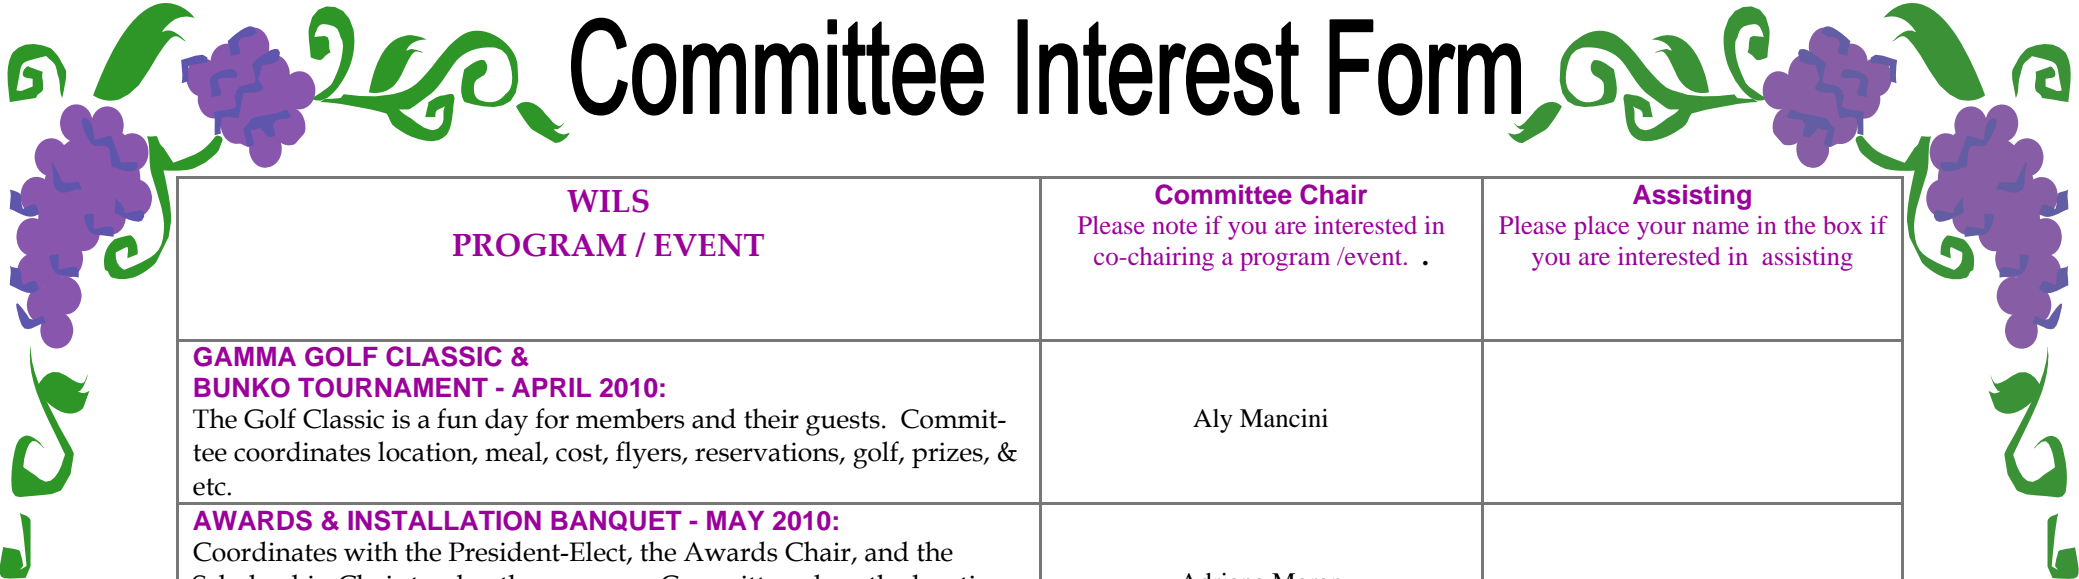 Committee Interest Form
WILS
PROGRAM / EVENT
Committee Chair
Please note if you are interested in
co-chairing a program /event.  .
Assisting
Please place your name in the box if
you are interested in  assisting
GAMMA GOLF CLASSIC &
BUNKO TOURNAMENT - APRIL 2010:
The Golf Classic is a fun day for members and their guests.  Commit-
tee coordinates location, meal, cost, flyers, reservations, golf, prizes, &
etc.
Aly Mancini
AWARDS & INSTALLATION BANQUET - MAY 2010:
Coordinates with the President-Elect, the Awards Chair, and the